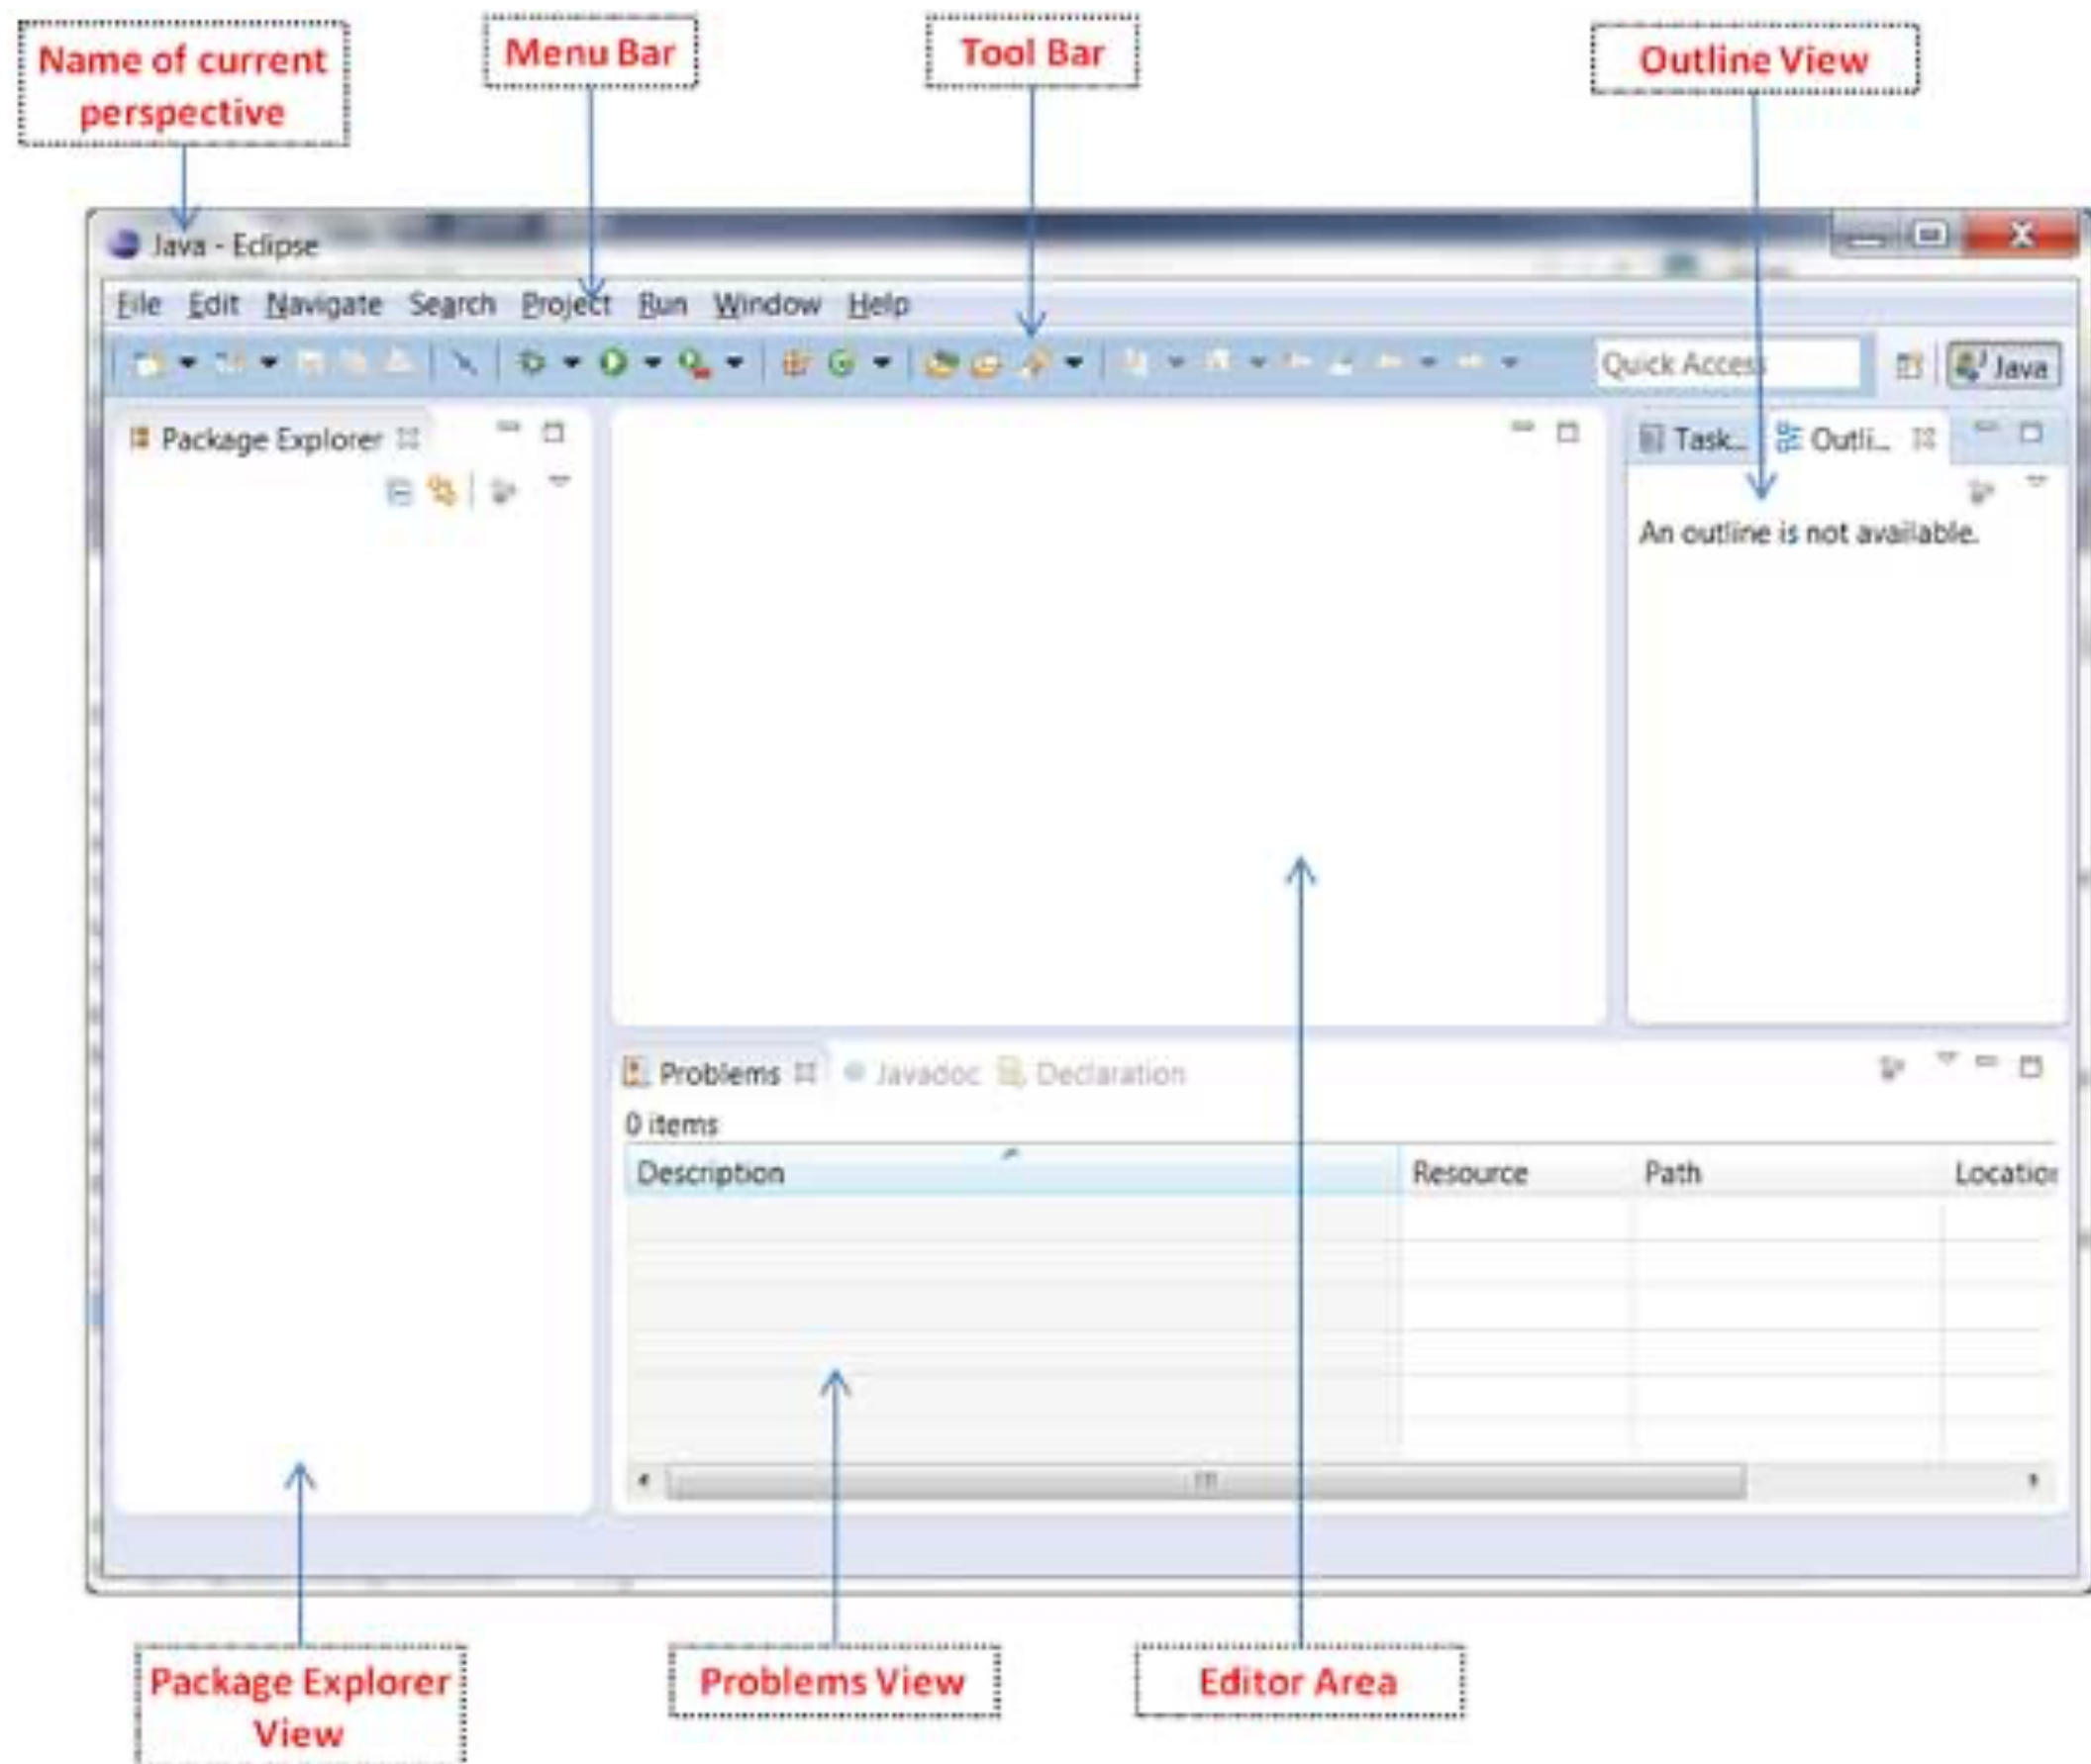 Name of current
perspective
Menu Bar
Tool Bar
Outline View
Java - Eclipse
File Edit Navigate Search Project Run Window Help
Quick Access
Java
Package Explorer
Task...
Outli...
An outline is not available.
Problems Javadoc Declaration
0 items
Description Resource Path Location
Package Explorer
View
Problems View
Editor Area